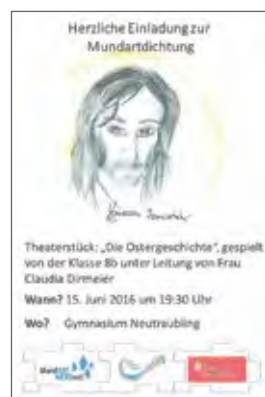 Herzliche Einladung zur
Mundartdichtung
Theaterstück: „Die Ostergeschichte", gespielt
von der Klasse 8b unter Leitung von Frau
Claudia Dirmeier
Wann? 15. Juni 2016 um 19:30 Uhr
Wo? Gymnasium Neutraubling